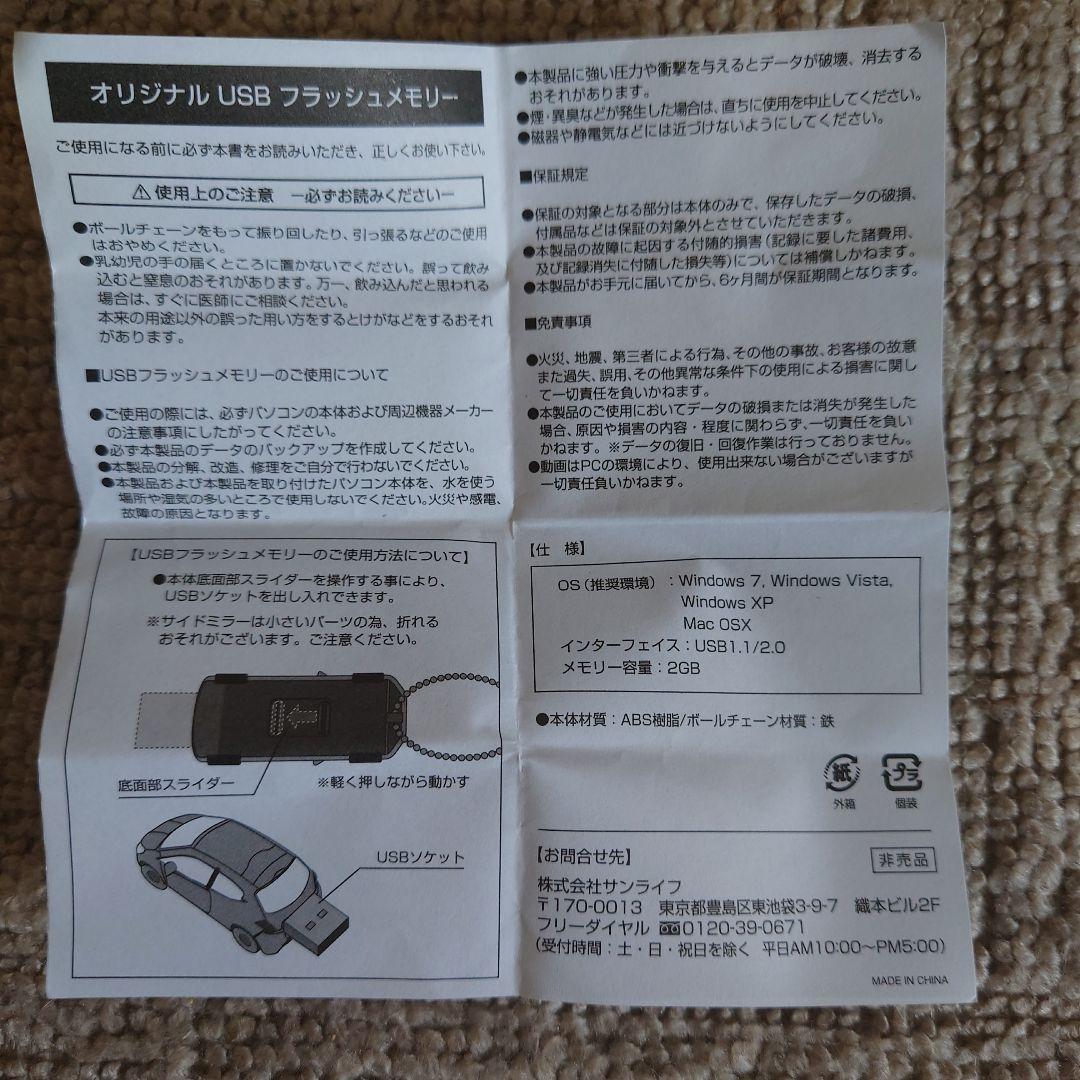 オリジナル USB フラッシュメモリー
ご使用になる前に必ず本書をお読みいただき、正しくお使い下さい。
⚠使用上のご注意 ―必ずお読みください―
●ボールチェーンをもって振り回したり、引っ張るなどのご使用
はおやめください。
●乳幼児の手の届くところに置かないでください。誤って飲み
込むと窒息のおそれがあります。万一、飲み込んだと思われる
場合は、すぐに医師にご相談ください。
本来の用途以外の誤った用い方をするとけがなどをするおそれ
があります。
■USBフラッシュメモリーのご使用について
●ご使用の際には、必ずパソコンの本体および周辺機器メーカー
の注意事項にしたがってください。
●必ず本製品のデータのバックアップを作成してください。
●本製品の分解、改造、修理をご自分で行わないでください。
●本製品および本製品を取り付けたパソコン本体を、水を使う
場所や湿気の多いところで使用しないでください。火災や感電、
故障の原因となります。
【USBフラッシュメモリーのご使用方法について】
●本体底面部スライダーを操作する事により、
USBソケットを出し入れできます。
※サイドミラーは小さいパーツの為、折れる
おそれがございます。ご注意ください。
底面部スライダー
※軽く押しながら動かす
USBソケット
●本製品に強い圧力や衝撃を与えるとデータが破壊、消去する
おそれがあります。
●煙・異臭などが発生した場合は、直ちに使用を中止してください。
●磁器や静電気などには近づけないようにしてください。
■保証規定
●保証の対象となる部分は本体のみで、保存したデータの破損、
付属品などは保証の対象外とさせていただきます。
●本製品の故障に起因する付随的損害(記録に要した諸費用、
及び記録消失に付随した損失等)については補償しかねます。
●本製品がお手元に届いてから、6ヶ月間が保証期間となります。
■免責事項
●火災、地震、第三者による行為、その他の事故、お客様の故意
また過失、誤用、その他異常な条件下の使用による損害に関し
て一切責任を負いかねます。
●本製品のご使用においてデータの破損または消失が発生した
場合、原因や損害の内容・程度に関わらず、一切責任を負い
かねます。※データの復旧・回復作業は行っておりません。
●動画はPCの環境により、使用出来ない場合がございますが
一切責任負いかねます。
【仕 様】
OS(推奨環境):Windows 7, Windows Vista,
Windows XP
Mac OSX
インターフェイス:USB1.1/2.0
メモリー容量:2GB
●本体材質:ABS樹脂/ボールチェーン材質:鉄
紙
外箱
プラ
個装
【お問合せ先】
非売品
株式会社サンライフ
〒170-0013 東京都豊島区東池袋3-9-7 織本ビル2F
フリーダイヤル 0120-39-0671
(受付時間:土・日・祝日を除く 平日AM10:00〜PM5:00)
MADE IN CHINA